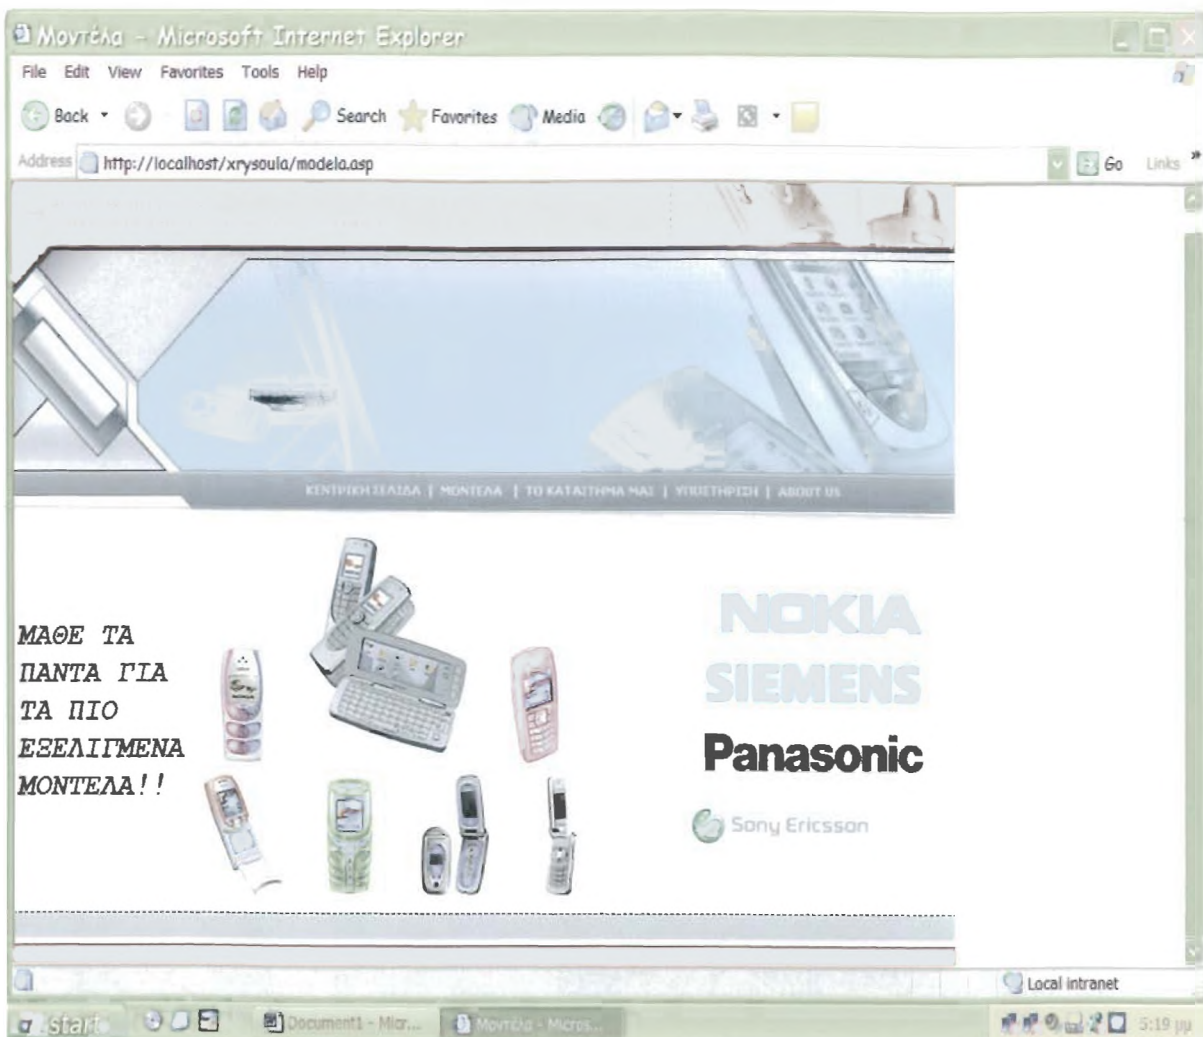 Μοντέλα - Microsoft Internet Explorer
File Edit View Favorites Tools Help
Back Search Favorites Media
Address http://localhost/xrysoula/modela.asp Go Links »
ΚΕΝΤΡΙΚΗ ΣΕΛΙΔΑ | ΜΟΝΤΕΛΑ | ΤΟ ΚΑΤΑΣΤΗΜΑ ΜΑΣ | ΥΠΟΣΤΗΡΙΞΗ | ABOUT US
ΜΑΘΕ ΤΑ
ΠΑΝΤΑ ΓΙΑ
ΤΑ ΠΙΟ
ΕΞΕΛΙΓΜΕΝΑ
ΜΟΝΤΕΛΑ!!
NOKIA
SIEMENS
Panasonic
Sony Ericsson
Local intranet
start Document1 - Micr... Μοντέλα - Micros... 5:19 μμ